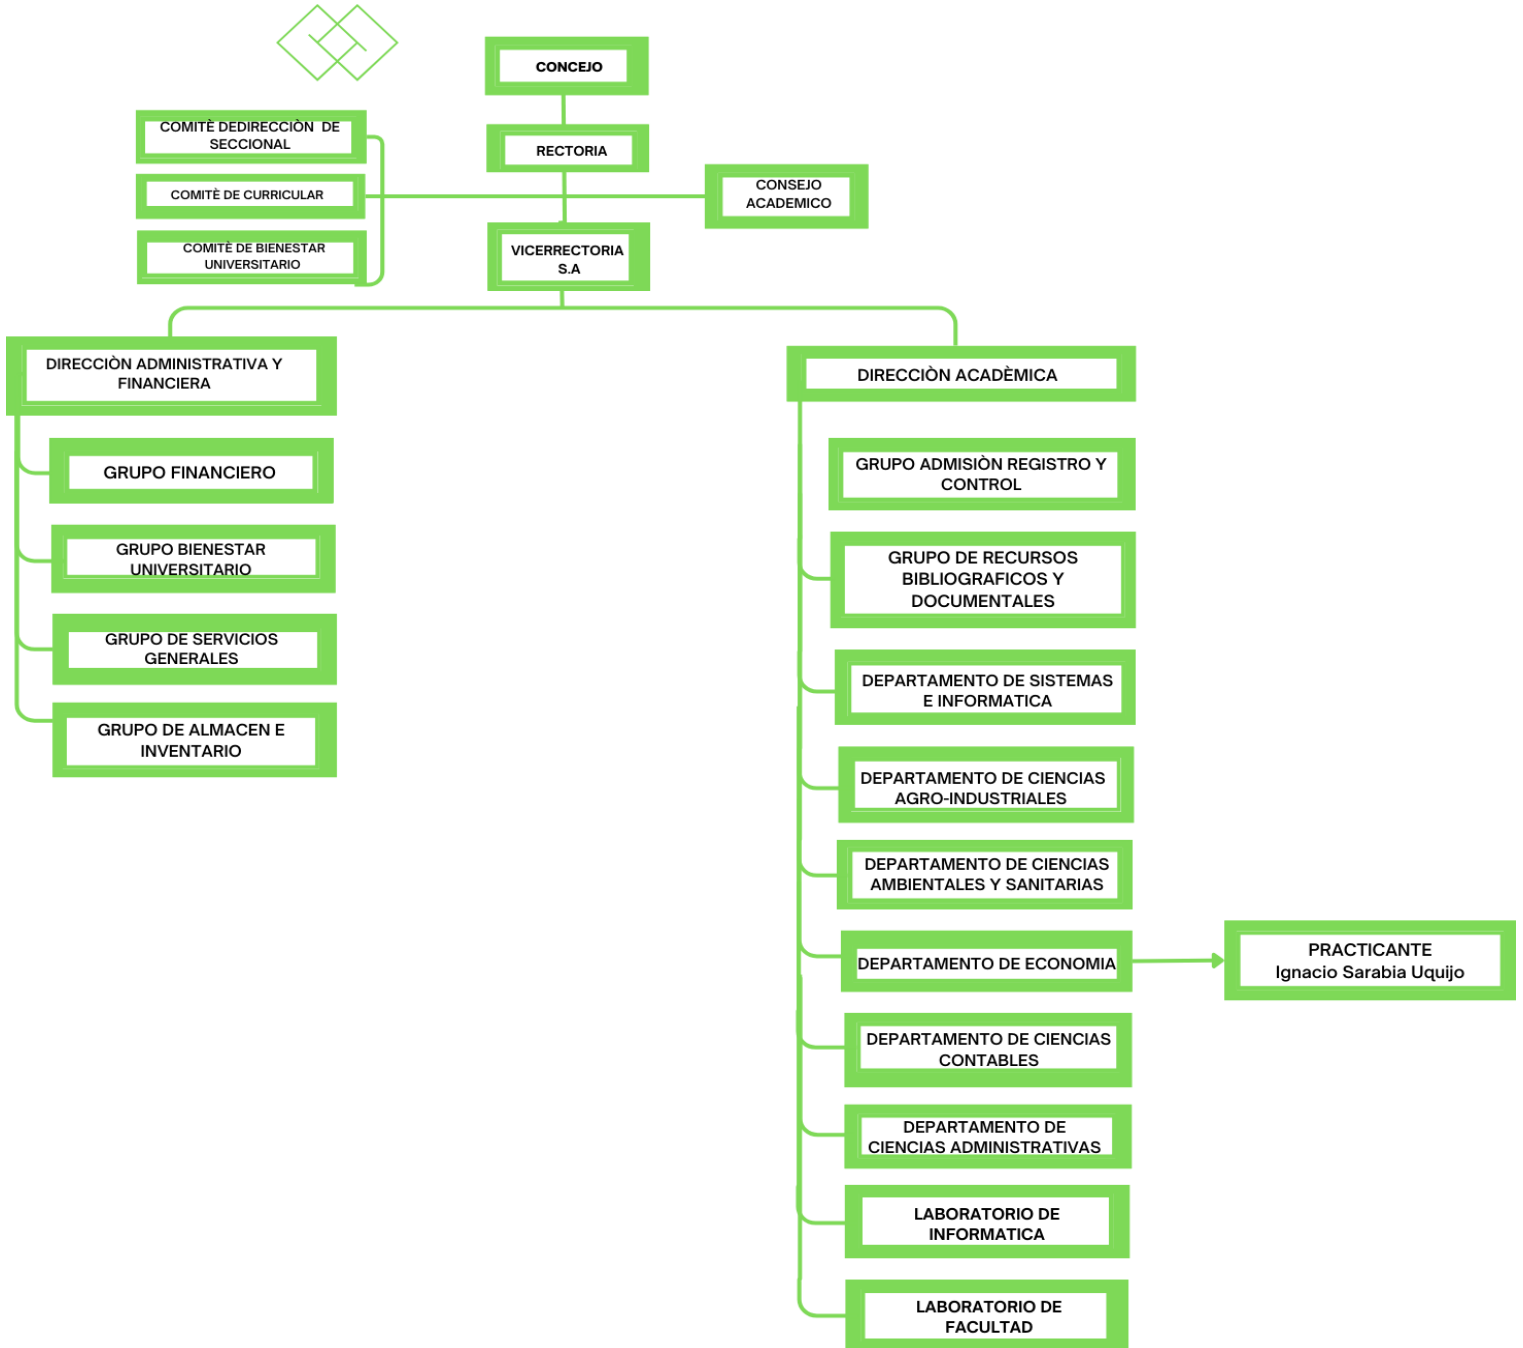 CONCEJO
COMITÈ DEDIRECCIÒN DE
SECCIONAL
RECTORIA
COMITÈ DE CURRICULAR
CONSEJO
ACADEMICO
COMITÈ DE BIENESTAR
UNIVERSITARIO
VICERRECTORIA
S.A
DIRECCIÒN ADMINISTRATIVA Y
FINANCIERA
GRUPO FINANCIERO
GRUPO BIENESTAR
UNIVERSITARIO
GRUPO DE SERVICIOS
GENERALES
GRUPO DE ALMACEN E
INVENTARIO
DIRECCIÒN ACADÈMICA
GRUPO ADMISIÒN REGISTRO Y
CONTROL
GRUPO DE RECURSOS
BIBLIOGRAFICOS Y
DOCUMENTALES
DEPARTAMENTO DE SISTEMAS
E INFORMATICA
DEPARTAMENTO DE CIENCIAS
AGRO-INDUSTRIALES
DEPARTAMENTO DE CIENCIAS
AMBIENTALES Y SANITARIAS
DEPARTAMENTO DE ECONOMIA
PRACTICANTE
Ignacio Sarabia Uquijo
DEPARTAMENTO DE CIENCIAS
CONTABLES
DEPARTAMENTO DE
CIENCIAS ADMINISTRATIVAS
LABORATORIO DE
INFORMATICA
LABORATORIO DE
FACULTAD